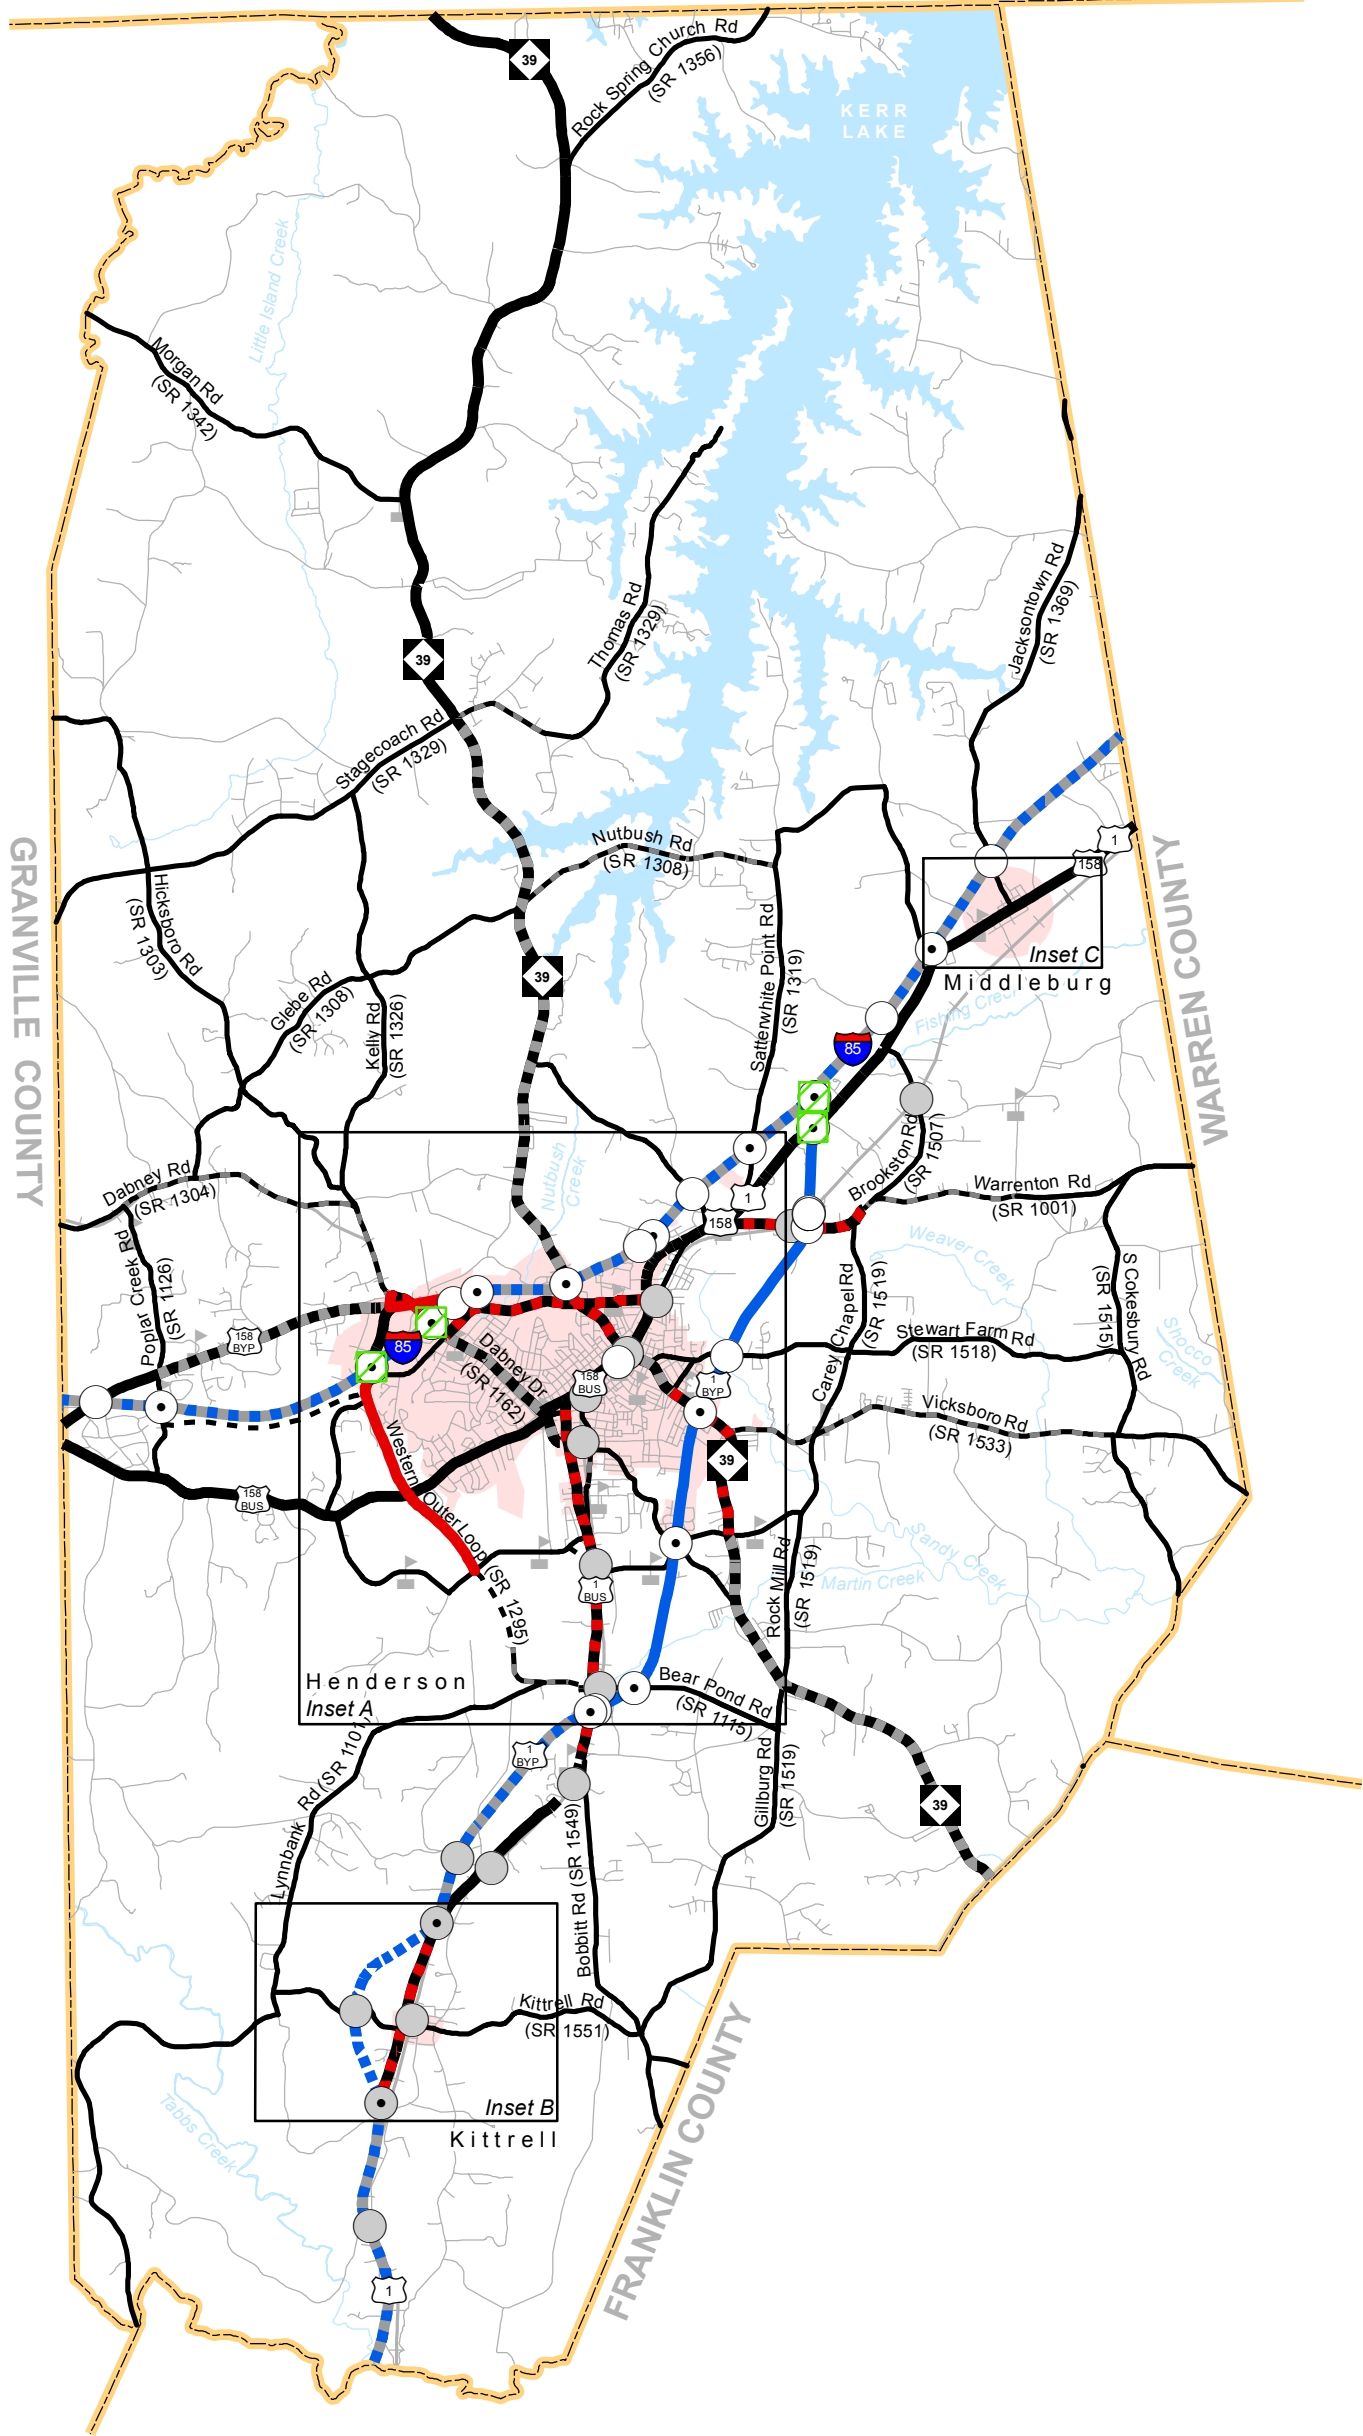 39
Rock Spring Church Rd
(SR 1356)
KERR
LAKE
Little Island Creek
Morgan Rd
(SR 1342)
Thomas Rd
(SR 1329)
Jacksontown Rd
(SR 1369)
39
Stagecoach Rd
(SR 1329)
GRANVILLE COUNTY
Nutbush Rd
(SR 1308)
1
158
WARREN COUNTY
Hicksboro Rd
(SR 1303)
Inset C
Middleburg
39
Satterwhite Point Rd
(SR 1319)
Glebe Rd
(SR 1308)
Kelly Rd
(SR 1326)
Fishing Creek
85
Brookston Rd
(SR 1507)
Nutbush
Creek
Dabney Rd
(SR 1304)
Warrenton Rd
(SR 1001)
1
158
Poplar Creek Rd
(SR 1126)
Weaver Creek
S Cokesbury Rd
(SR 1515)
Carey Chapel Rd
(SR 1519)
158
BYP
85
Dabney Dr
(SR 1162)
Stewart Farm Rd
(SR 1518)
Shocco
Creek
158
BUS
1
BYP
Vicksboro Rd
(SR 1533)
39
158
BUS
Western Outer Loop (SR 1295)
Sandy Creek
Martin Creek
1
BUS
Rock Mill Rd
(SR 1519)
Henderson
Inset A
Bear Pond Rd
(SR 1115)
1
BYP
Gillburg Rd
(SR 1519)
39
Lynnbank Rd (SR 1101)
Bobbitt Rd (SR 1549)
Kittrell Rd
(SR 1551)
Inset B
Kittrell
Tabbs Creek
FRANKLIN COUNTY
1